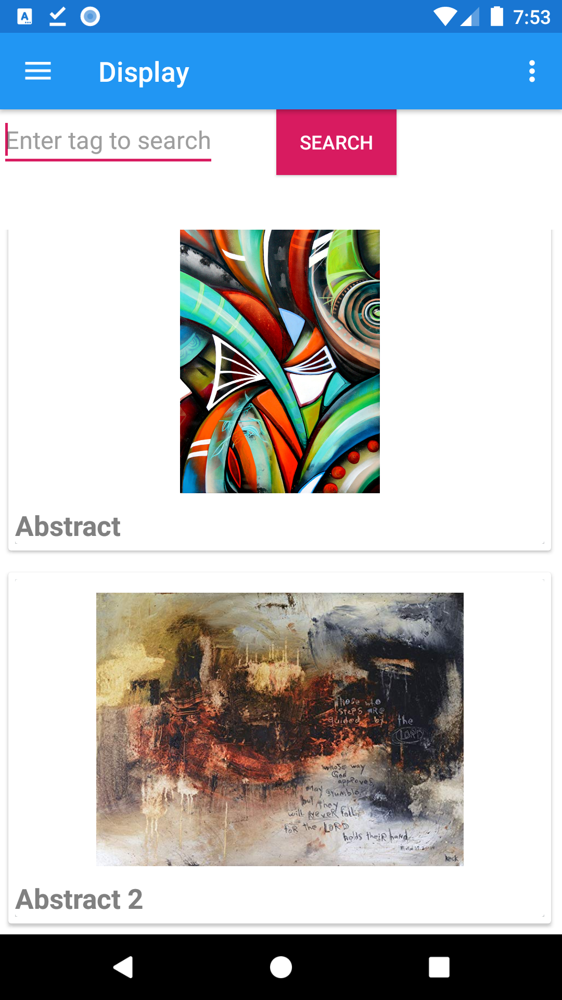 7:53
Display
Enter tag to search
SEARCH
Abstract
Those who
steps are
guided by the
LORD
whose way
God
approves,
May stumble
but they
will never fall,
for the LORD
holds their hand.
keck
Abstract 2